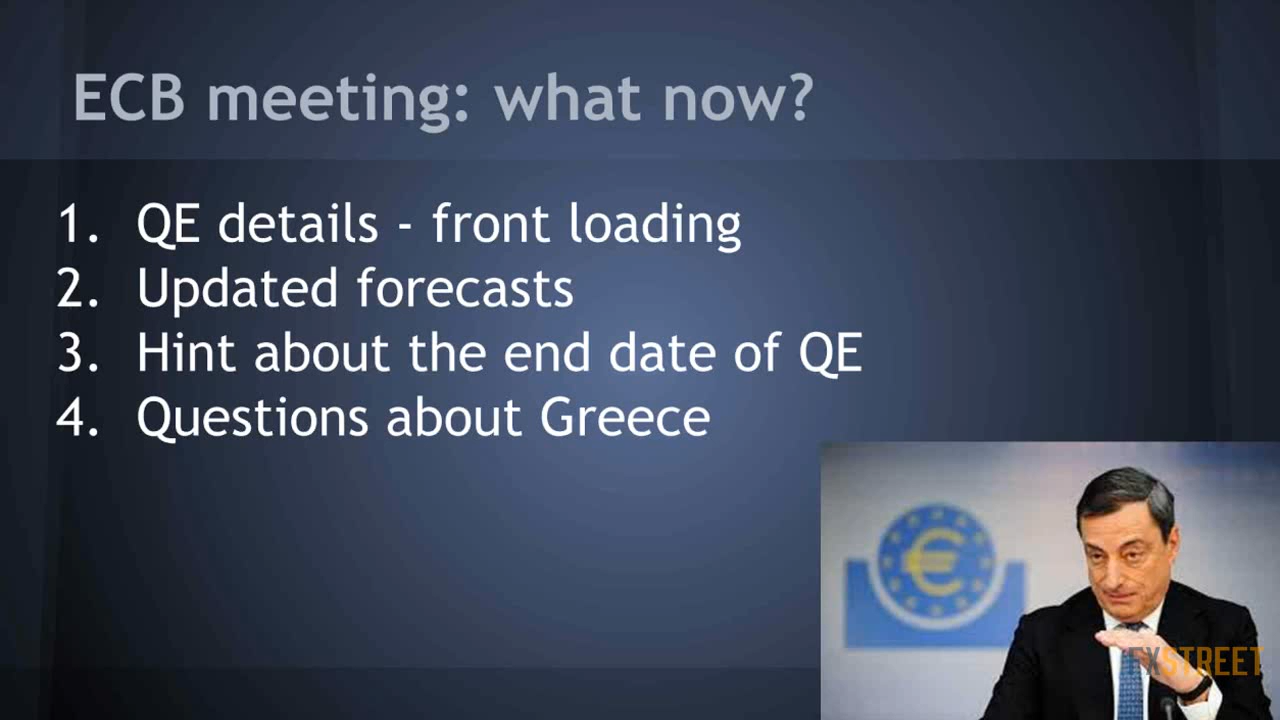 ECB meeting: what now?
1. QE details - front loading
2. Updated forecasts
3. Hint about the end date of QE
4. Questions about Greece
FXSTREET